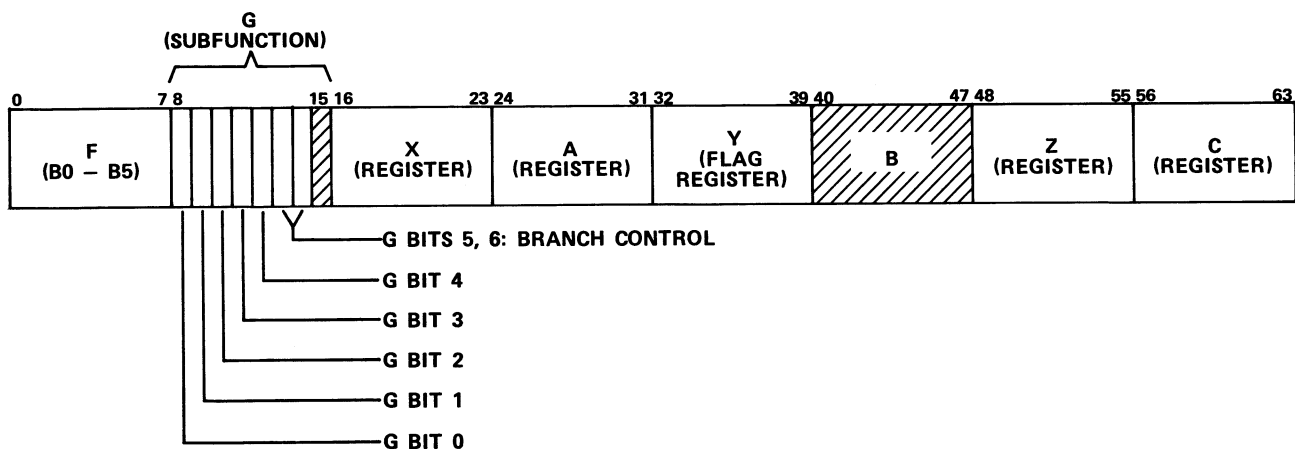 G
(SUBFUNCTION)
0 7 8 15 16 23 24 31 32 39 40 47 48 55 56 63
F
(B0 – B5)
X
(REGISTER)
A
(REGISTER)
Y
(FLAG
REGISTER)
B
Z
(REGISTER)
C
(REGISTER)
G BITS 5, 6: BRANCH CONTROL
G BIT 4
G BIT 3
G BIT 2
G BIT 1
G BIT 0